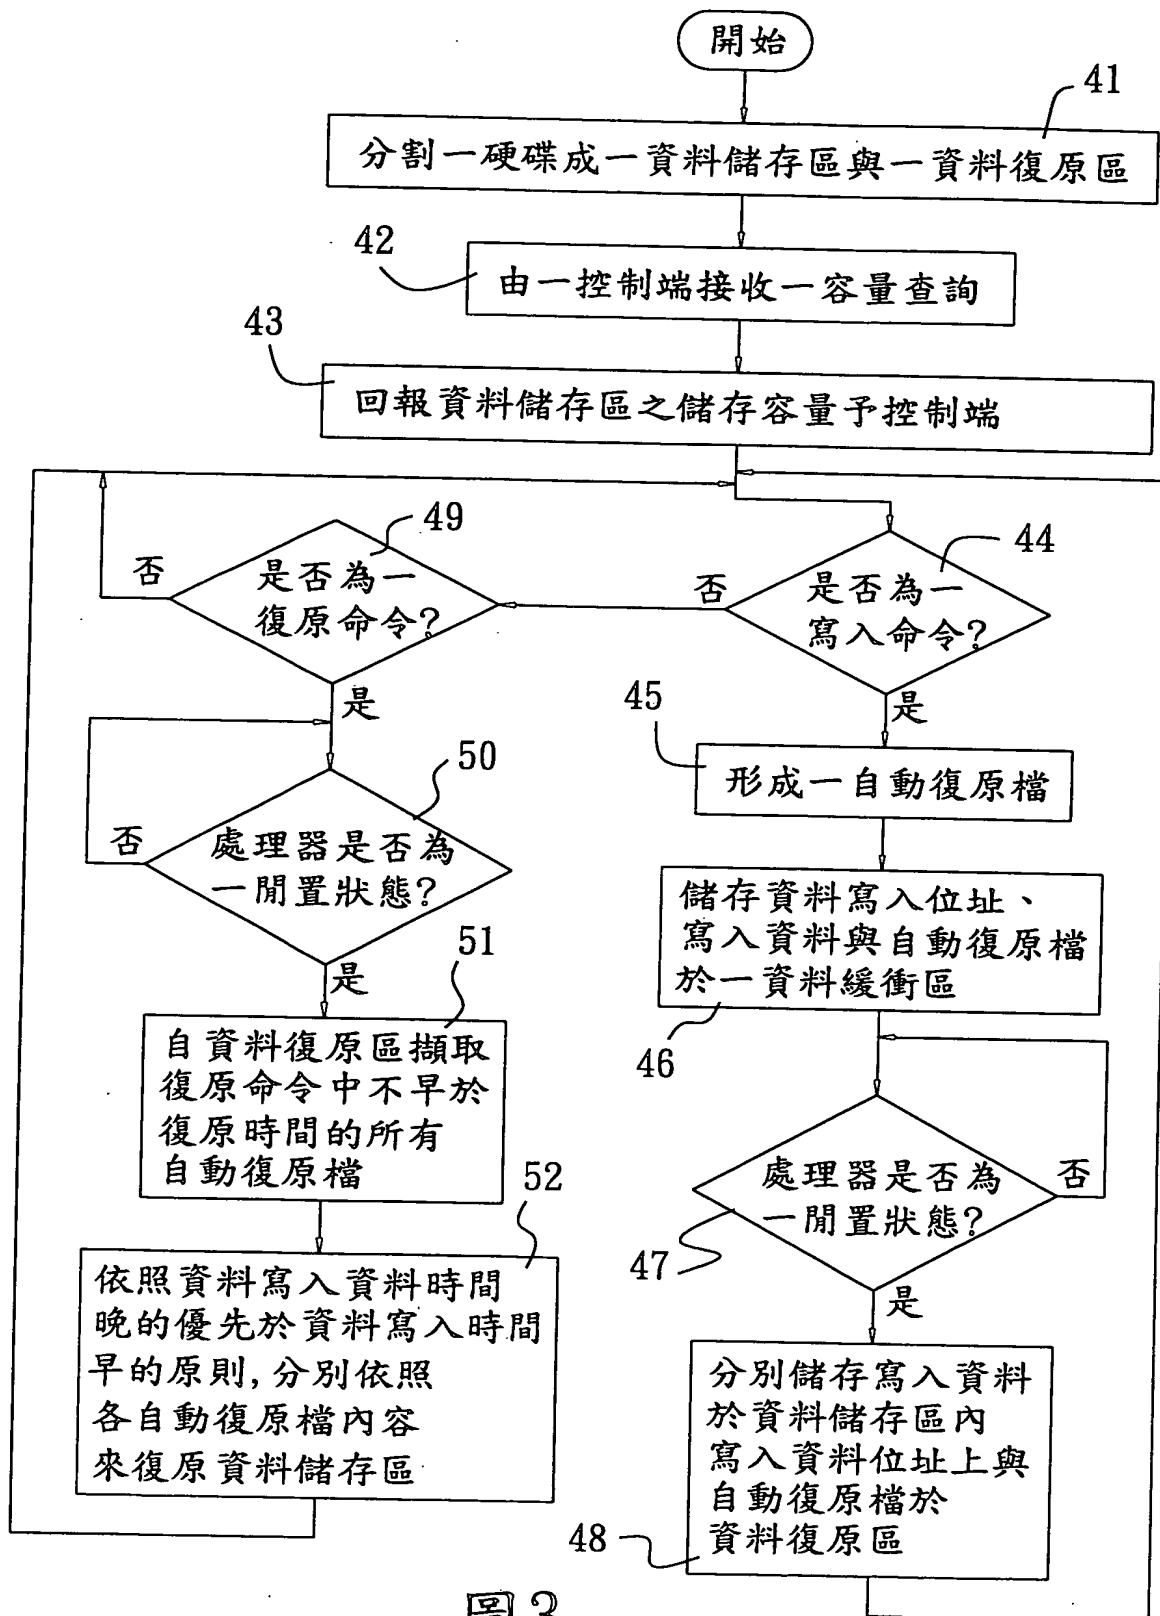 開始
41
分割一硬碟成一資料儲存區與一資料復原區
42
由一控制端接收一容量查詢
43
回報資料儲存區之儲存容量予控制端
49
是否為一
復原命令?
否
是
44
是否為一
寫入命令?
否
是
45
形成一自動復原檔
儲存資料寫入位址、
寫入資料與自動復原檔
於一資料緩衝區
46
50
處理器是否為
一閒置狀態?
否
是
51
自資料復原區擷取
復原命令中不早於
復原時間的所有
自動復原檔
52
依照資料寫入資料時間
晚的優先於資料寫入時間
早的原則,分別依照
各自動復原檔內容
來復原資料儲存區
處理器是否為
一閒置狀態?
否
47
是
分別儲存寫入資料
於資料儲存區內
寫入資料位址上與
自動復原檔於
資料復原區
48
圖3